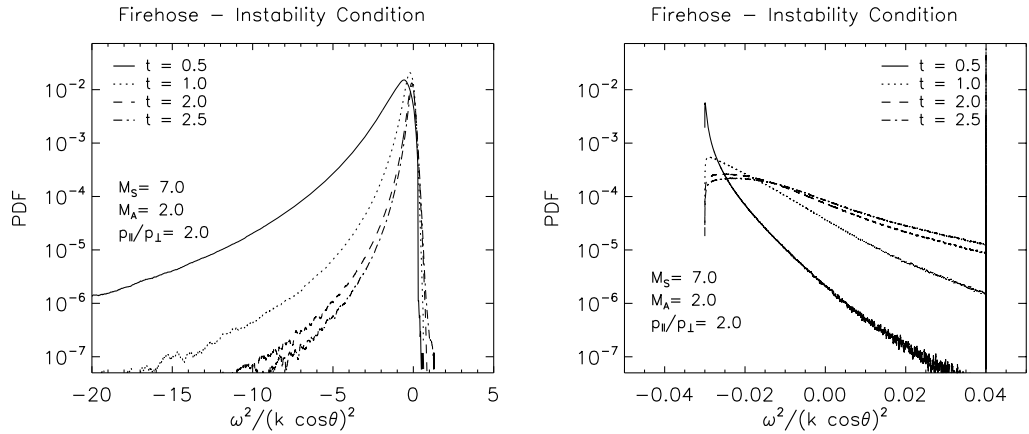 Firehose − Instability Condition
t = 0.5
t = 1.0
t = 2.0
t = 2.5
M_S= 7.0
M_A= 2.0
p_∥/p_⊥= 2.0
PDF
10^-2
10^-3
10^-4
10^-5
10^-6
10^-7
−20 −15 −10 −5 0 5
ω^2/(k cosθ)^2
Firehose − Instability Condition
t = 0.5
t = 1.0
t = 2.0
t = 2.5
M_S= 7.0
M_A= 2.0
p_∥/p_⊥= 2.0
PDF
10^-2
10^-3
10^-4
10^-5
10^-6
10^-7
−0.04 −0.02 0.00 0.02 0.04
ω^2/(k cosθ)^2